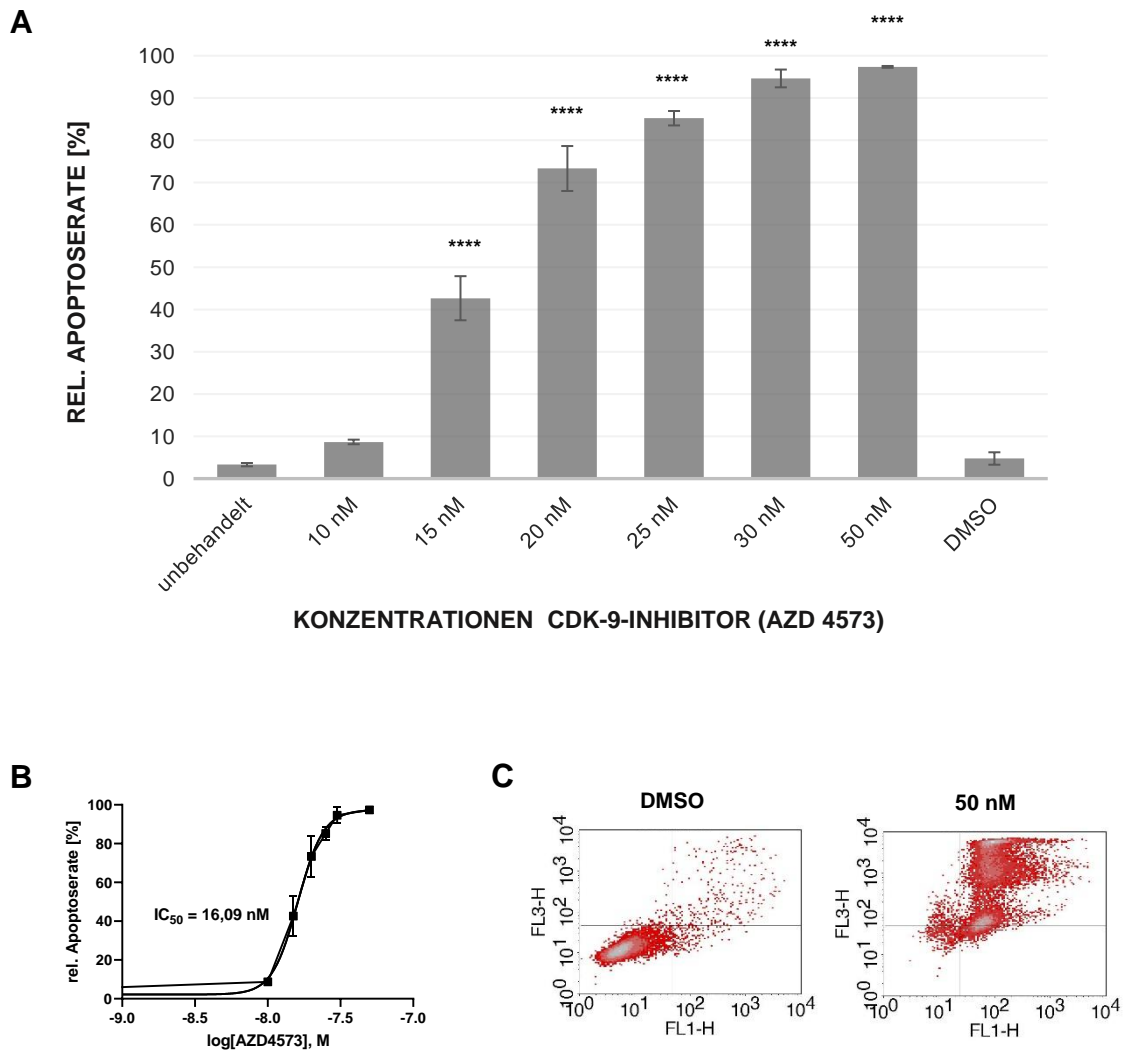 A
****
****
****
****
****
REL. APOPTOSERATE [%]
100
90
80
70
60
50
40
30
20
10
0
unbehandelt
10 nM
15 nM
20 nM
25 nM
30 nM
50 nM
DMSO
KONZENTRATIONEN CDK-9-INHIBITOR (AZD 4573)
B
rel. Apoptoserate [%]
100
80
60
40
20
0
IC50 = 16,09 nM
-9.0 -8.5 -8.0 -7.5 -7.0
log[AZD4573], M
C
DMSO
FL3-H
10^4
10^3
10^2
10^1
10^0
10^0 10^1 10^2 10^3 10^4
FL1-H
50 nM
FL3-H
10^4
10^3
10^2
10^1
10^0
10^0 10^1 10^2 10^3 10^4
FL1-H